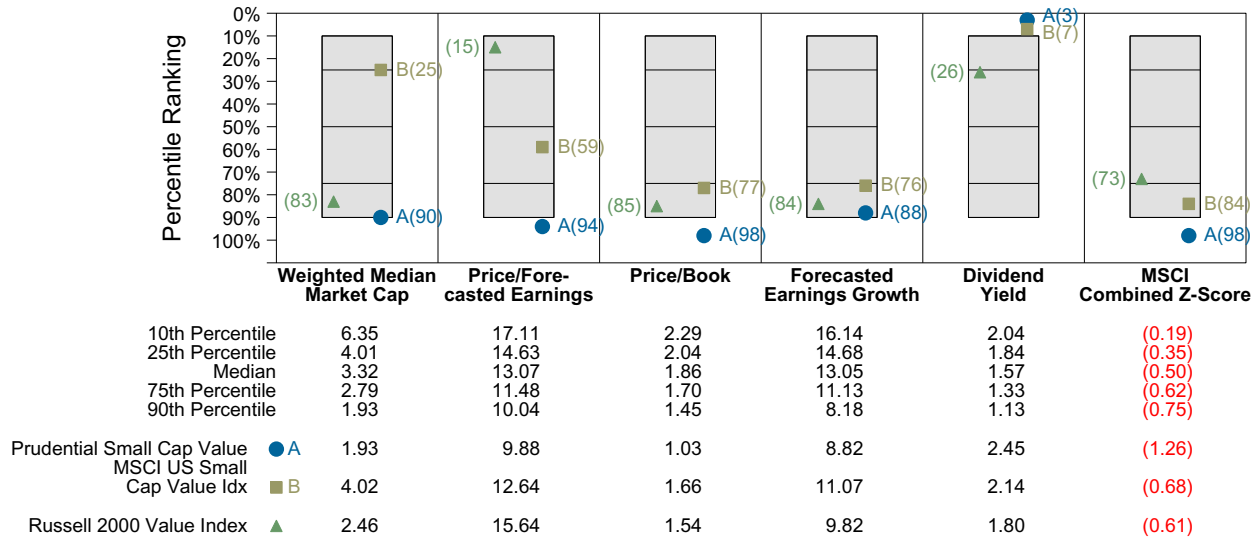 Percentile Ranking
0%
10%
20%
30%
40%
50%
60%
70%
80%
90%
100%
(83)
B(25)
A(90)
(15)
B(59)
A(94)
(85)
B(77)
A(98)
(84)
B(76)
A(88)
(26)
A(3)
B(7)
(73)
B(84)
A(98)
Weighted Median
Market Cap
Price/Fore-
casted Earnings
Price/Book
Forecasted
Earnings Growth
Dividend
Yield
MSCI
Combined Z-Score
10th Percentile 6.35 17.11 2.29 16.14 2.04 (0.19)
25th Percentile 4.01 14.63 2.04 14.68 1.84 (0.35)
Median 3.32 13.07 1.86 13.05 1.57 (0.50)
75th Percentile 2.79 11.48 1.70 11.13 1.33 (0.62)
90th Percentile 1.93 10.04 1.45 8.18 1.13 (0.75)
Prudential Small Cap Value A 1.93 9.88 1.03 8.82 2.45 (1.26)
MSCI US Small
Cap Value Idx B 4.02 12.64 1.66 11.07 2.14 (0.68)
Russell 2000 Value Index 2.46 15.64 1.54 9.82 1.80 (0.61)